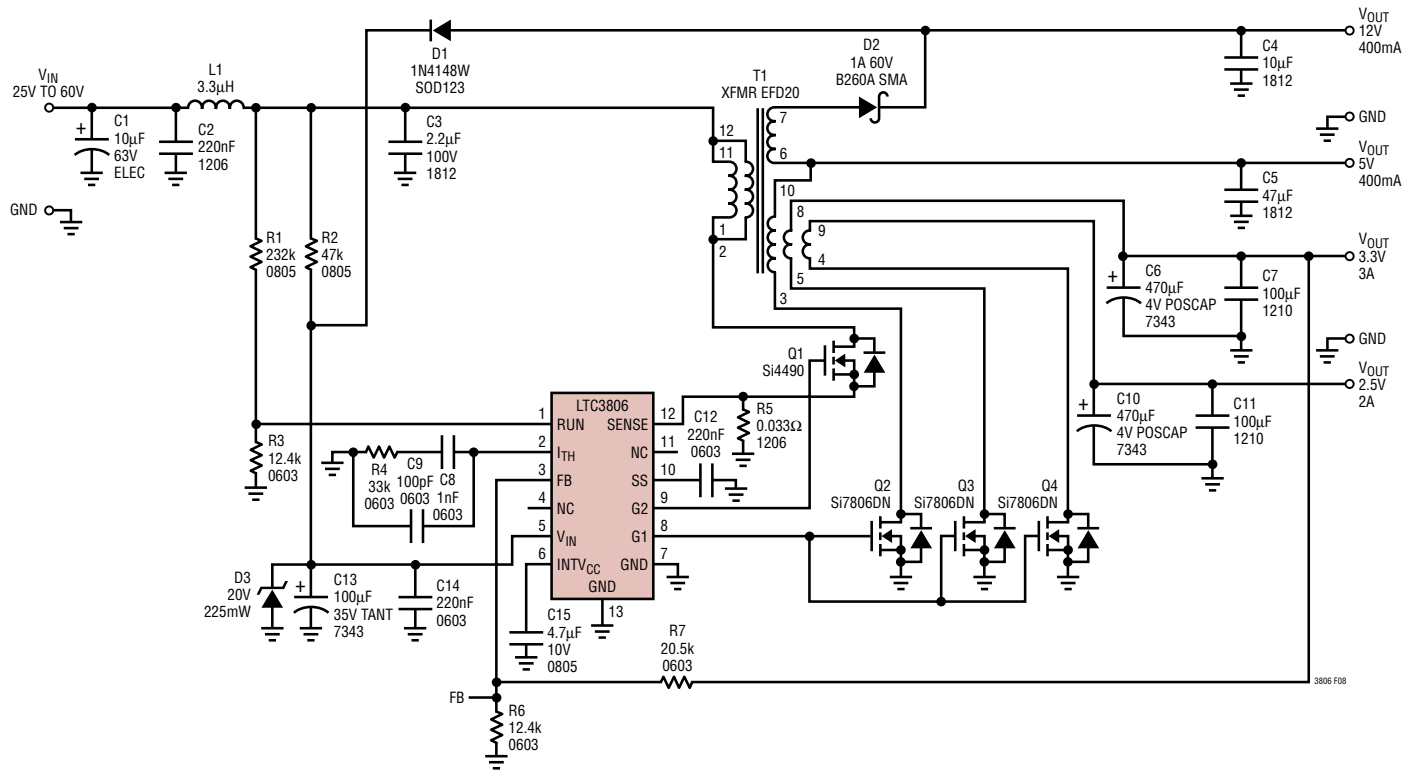 VOUT
12V
400mA
D1
1N4148W
SOD123
D2
1A 60V
B260A SMA
C4
10µF
1812
VIN
25V TO 60V
L1
3.3µH
T1
XFMR EFD20
GND
C1
10µF
63V
ELEC
C2
220nF
1206
C3
2.2µF
100V
1812
7
6
12
11
VOUT
5V
400mA
C5
47µF
1812
10
8
9
GND
R1
232k
0805
R2
47k
0805
1
2
4
5
3
VOUT
3.3V
3A
C6
470µF
4V POSCAP
7343
C7
100µF
1210
GND
Q1
Si4490
VOUT
2.5V
2A
C10
470µF
4V POSCAP
7343
C11
100µF
1210
LTC3806
1
RUN
2
ITH
3
FB
4
NC
5
VIN
6
INTVCC
GND
13
SENSE
12
NC
11
SS
10
G2
9
G1
8
GND
7
C12
220nF
0603
R5
0.033Ω
1206
R3
12.4k
0603
R4
33k
0603
C9
100pF
0603
C8
1nF
0603
Q2
Si7806DN
Q3
Si7806DN
Q4
Si7806DN
D3
20V
225mW
C13
100µF
35V TANT
7343
C14
220nF
0603
C15
4.7µF
10V
0805
R7
20.5k
0603
3806 F08
FB
R6
12.4k
0603